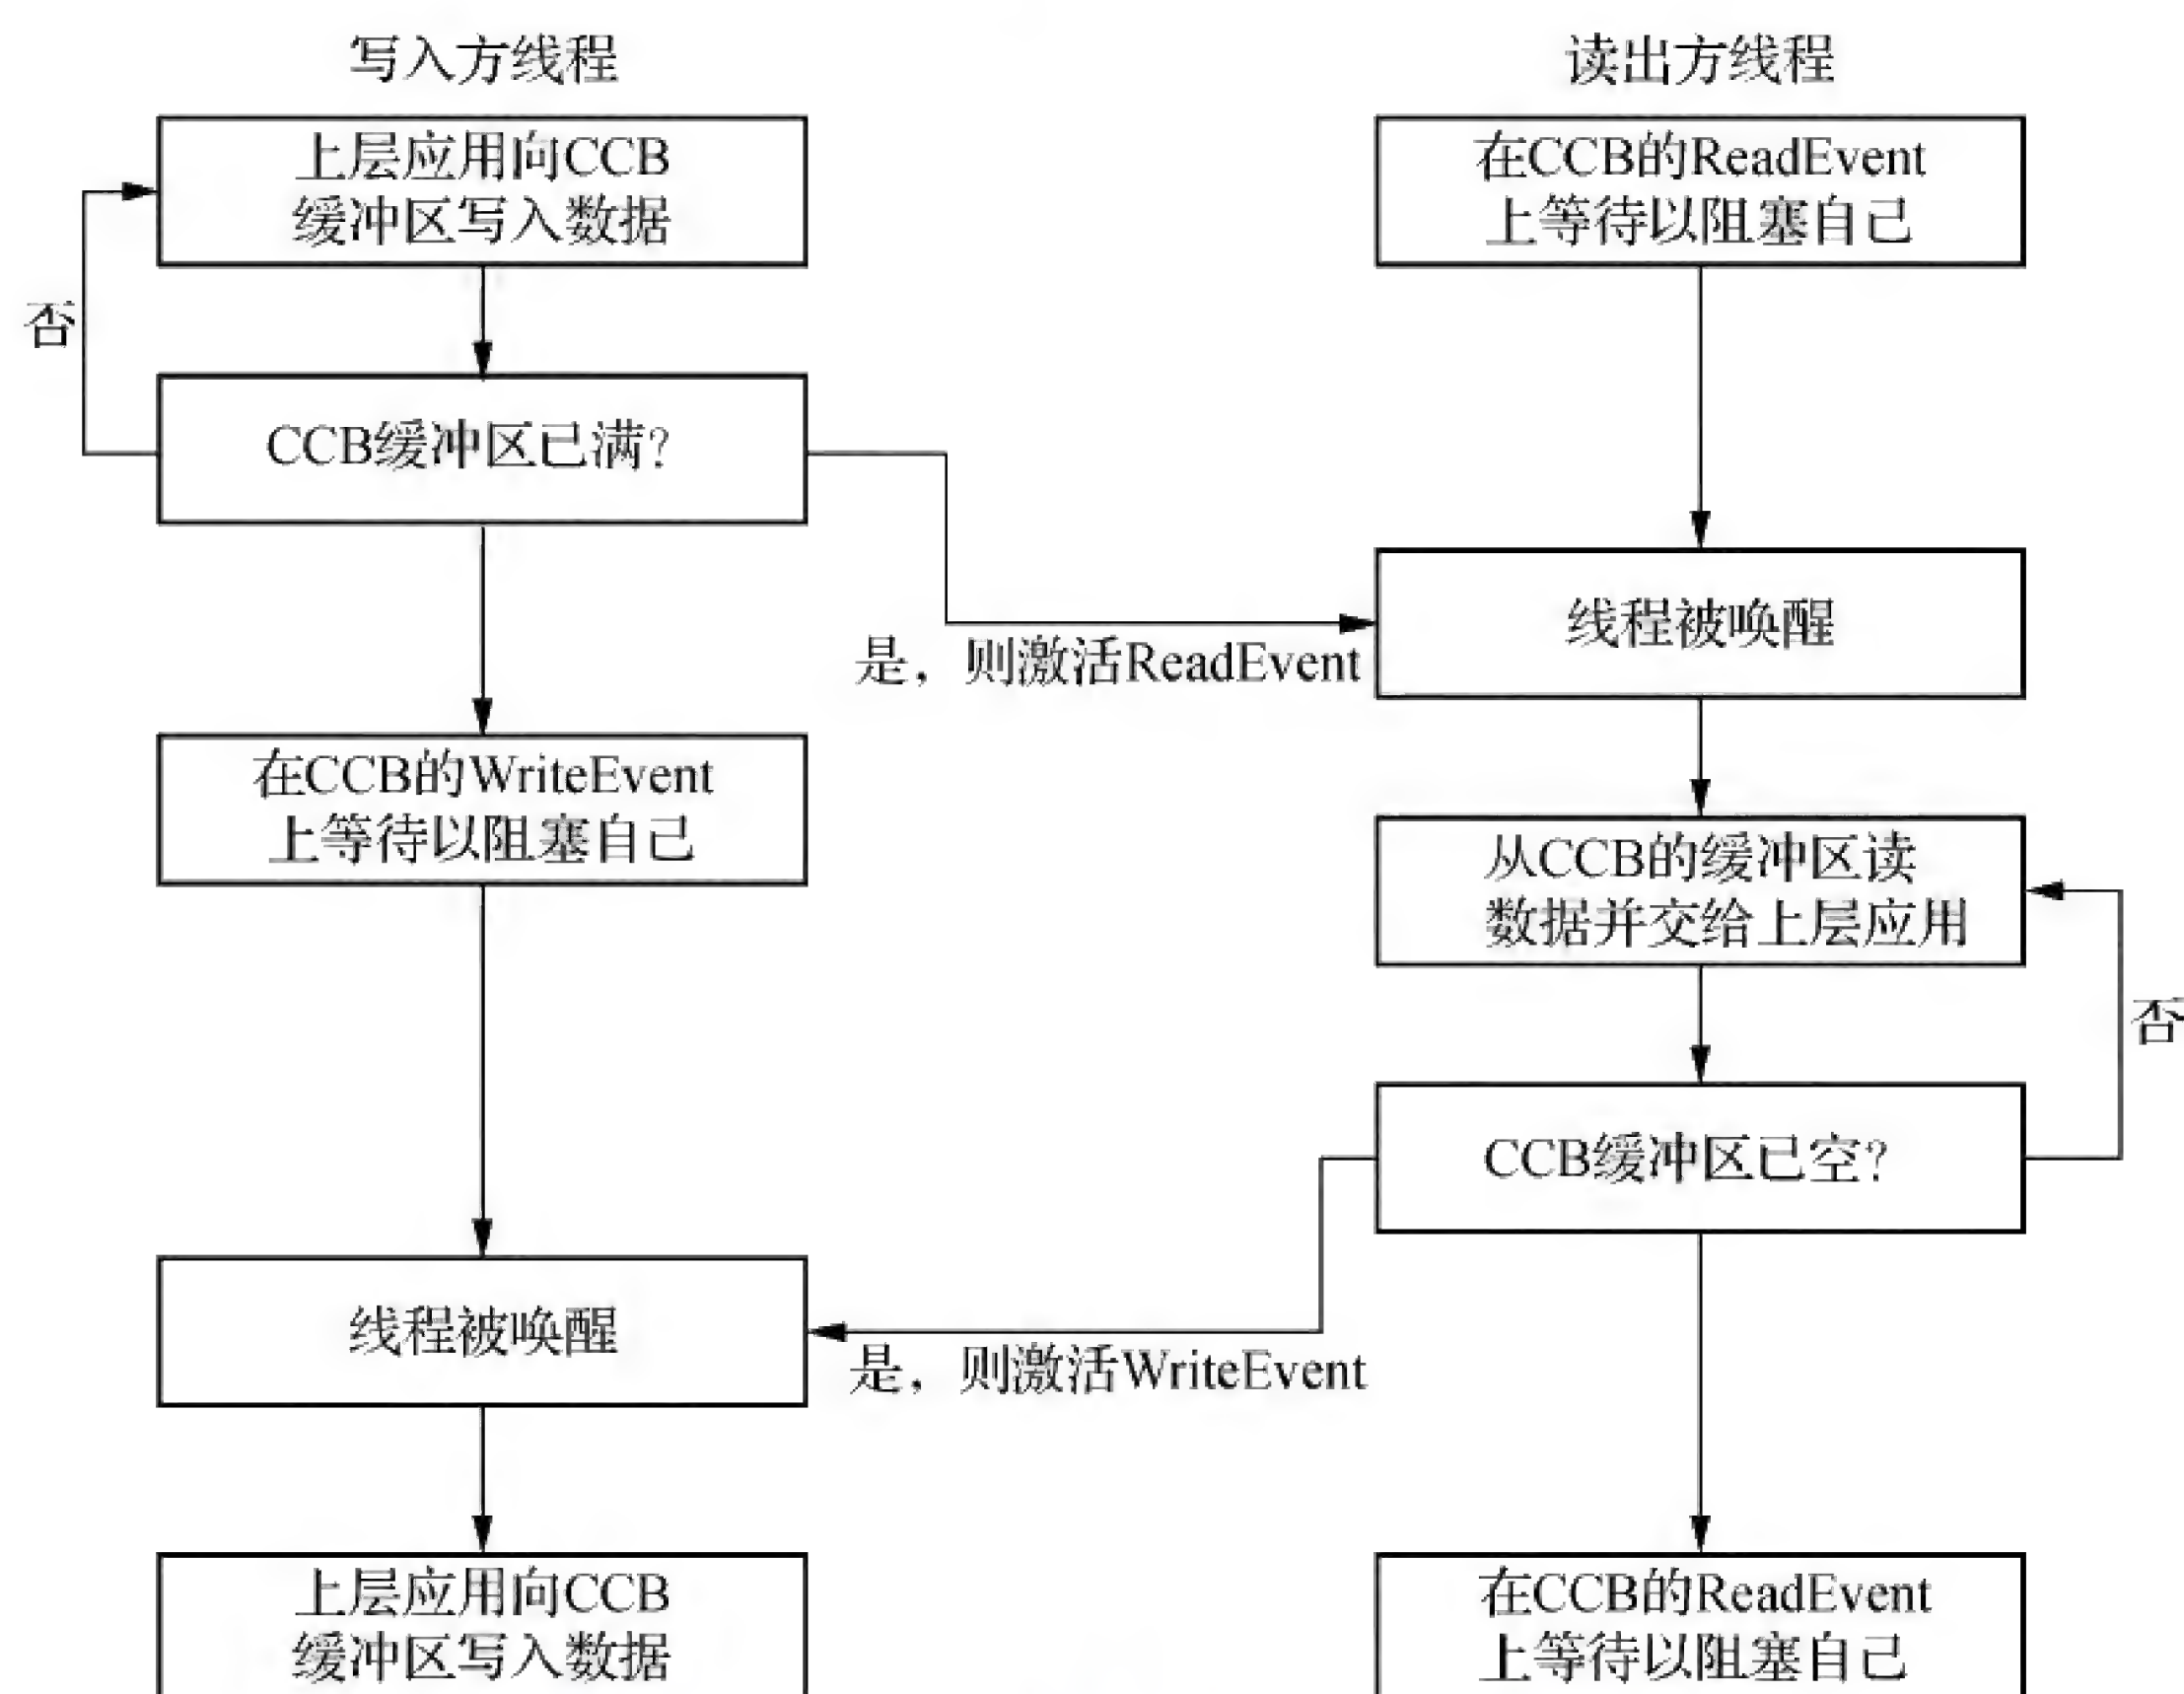 写入方线程
读出方线程
上层应用向CCB
缓冲区写入数据
在CCB的ReadEvent
上等待以阻塞自己
否
CCB缓冲区已满?
线程被唤醒
是，则激活ReadEvent
在CCB的WriteEvent
上等待以阻塞自己
从CCB的缓冲区读
数据并交给上层应用
否
CCB缓冲区已空?
线程被唤醒
是，则激活WriteEvent
上层应用向CCB
缓冲区写入数据
在CCB的ReadEvent
上等待以阻塞自己